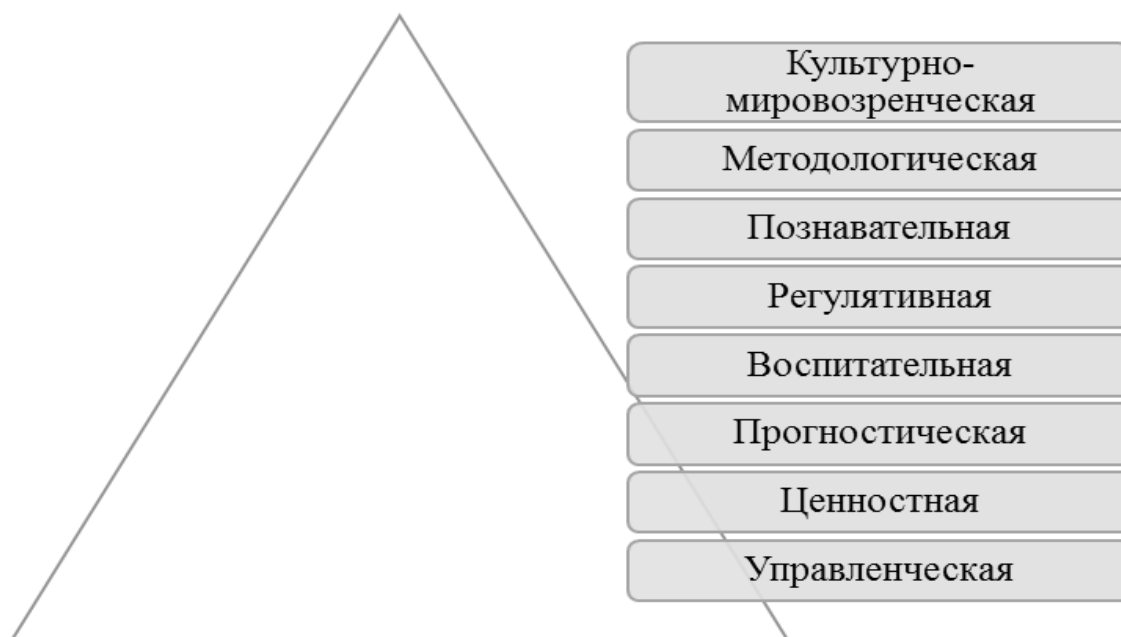 Культурно-
мировозренческая
Методологическая
Познавательная
Регулятивная
Воспитательная
Прогностическая
Ценностная
Управленческая